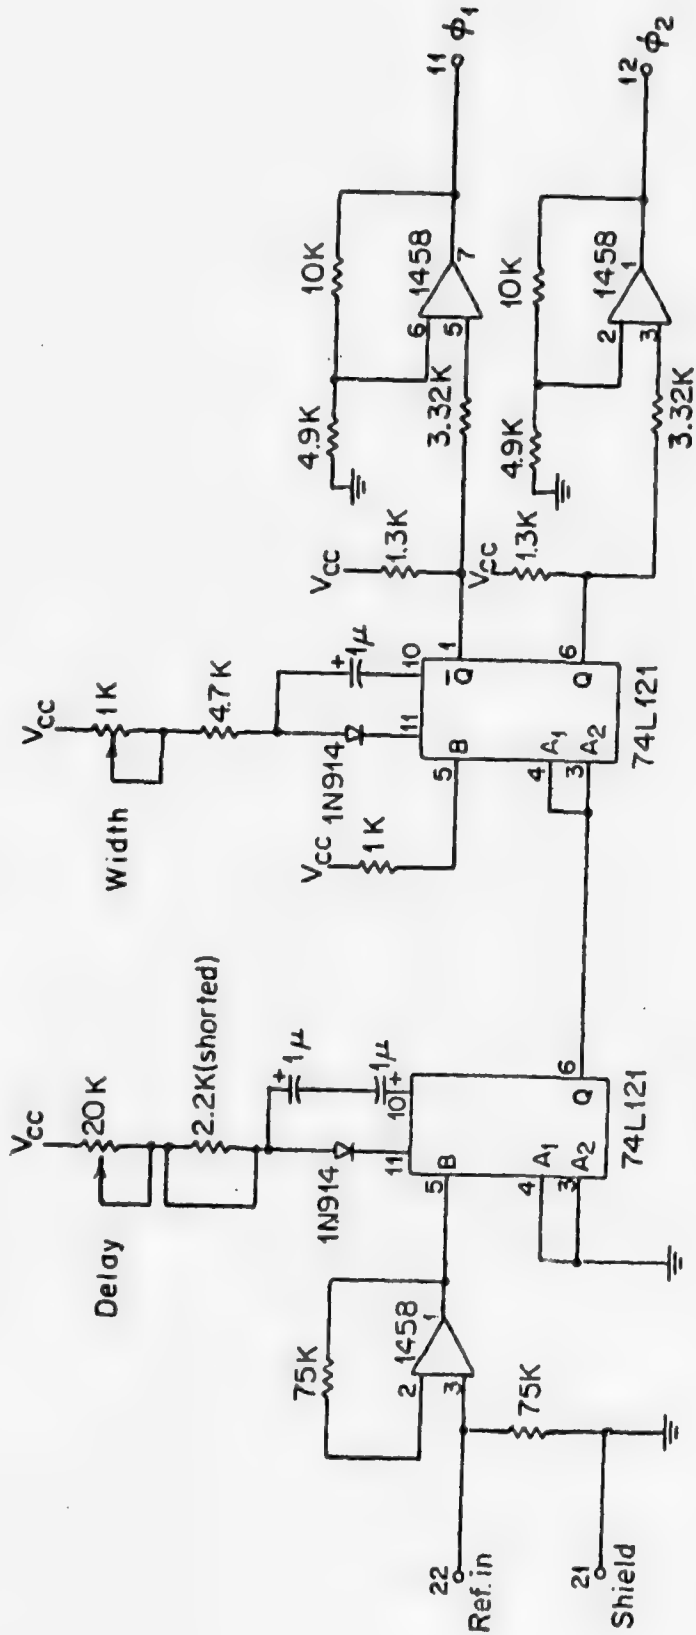 Delay
Vcc
20K
2.2K(shorted)
+
1μ
1μ
+
1N914
10
11
5
B
A1
4
A2
3
Q
6
74L121
75K
1458
2
3
1
75K
22
Ref. in
21
Shield
Width
Vcc
1K
4.7K
+
1μ
1N914
10
11
Vcc
1K
5
B
Q̅
1
A1
4
A2
3
Q
6
74L121
Vcc
1.3K
Vcc
1.3K
4.9K
10K
1458
6
5
7
3.32K
11
ϕ1
4.9K
10K
1458
2
3
1
3.32K
12
ϕ2